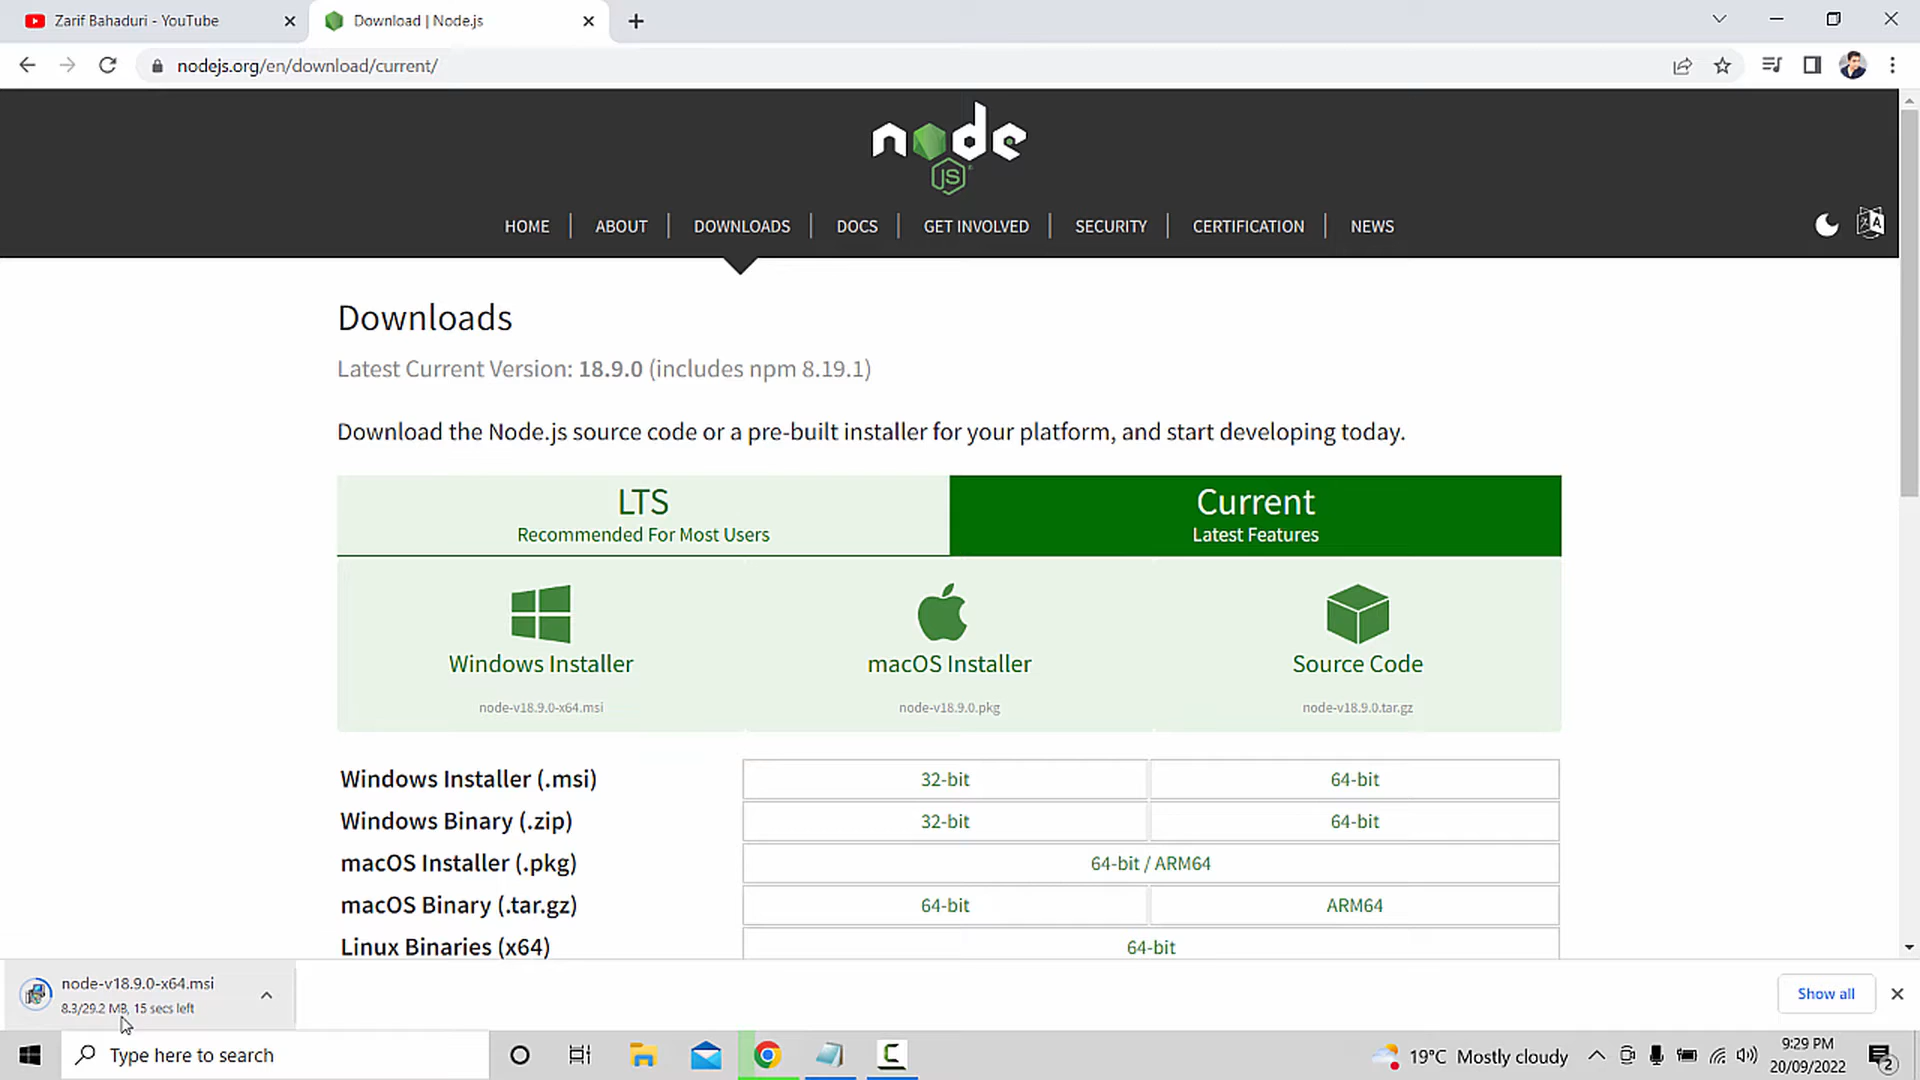 Zarif Bahaduri - YouTube
Download | Node.js
nodejs.org/en/download/current/
node
JS
HOME
ABOUT
DOWNLOADS
DOCS
GET INVOLVED
SECURITY
CERTIFICATION
NEWS
Downloads
Latest Current Version: 18.9.0 (includes npm 8.19.1)
Download the Node.js source code or a pre-built installer for your platform, and start developing today.
LTS
Recommended For Most Users
Current
Latest Features
Windows Installer
node-v18.9.0-x64.msi
macOS Installer
node-v18.9.0.pkg
Source Code
node-v18.9.0.tar.gz
Windows Installer (.msi) 32-bit 64-bit
Windows Binary (.zip) 32-bit 64-bit
macOS Installer (.pkg) 64-bit / ARM64
macOS Binary (.tar.gz) 64-bit ARM64
Linux Binaries (x64) 64-bit
node-v18.9.0-x64.msi
8.3/29.2 MB, 15 secs left
Show all
Type here to search
19°C Mostly cloudy
9:29 PM
20/09/2022
2